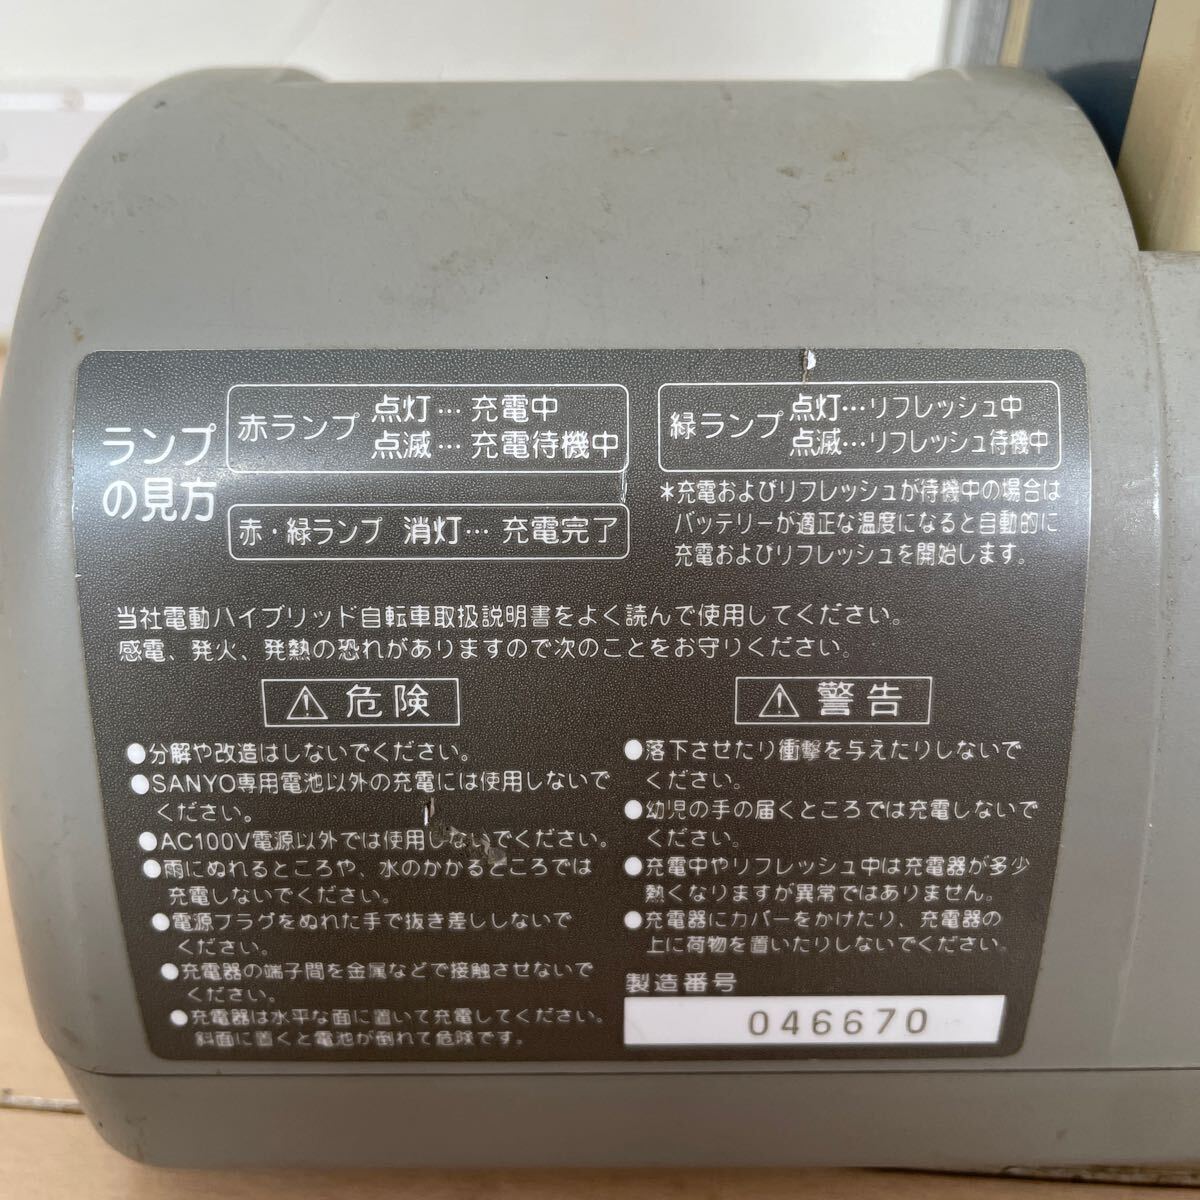 ランプ
の見方
赤ランプ 点灯… 充電中
点滅… 充電待機中
赤・緑ランプ 消灯… 充電完了
緑ランプ 点灯…リフレッシュ中
点滅…リフレッシュ待機中
*充電およびリフレッシュが待機中の場合は
バッテリーが適正な温度になると自動的に
充電およびリフレッシュを開始します。
当社電動ハイブリッド自転車取扱説明書をよく読んで使用してください。
感電、発火、発熱の恐れがありますので次のことをお守りください。
⚠危険
●分解や改造はしないでください。
●SANYO専用電池以外の充電には使用しないで
ください。
●AC100V電源以外では使用しないでください。
●雨にぬれるところや、水のかかるところでは
充電しないでください。
●電源プラグをぬれた手で抜き差ししないで
ください。
●充電器の端子間を金属などで接触させないで
ください。
●充電器は水平な面に置いて充電してください。
斜面に置くと電池が倒れて危険です。
⚠警告
●落下させたり衝撃を与えたりしないで
ください。
●幼児の手の届くところでは充電しないで
ください。
●充電中やリフレッシュ中は充電器が多少
熱くなりますが異常ではありません。
●充電器にカバーをかけたり、充電器の
上に荷物を置いたりしないでください。
製造番号
046670